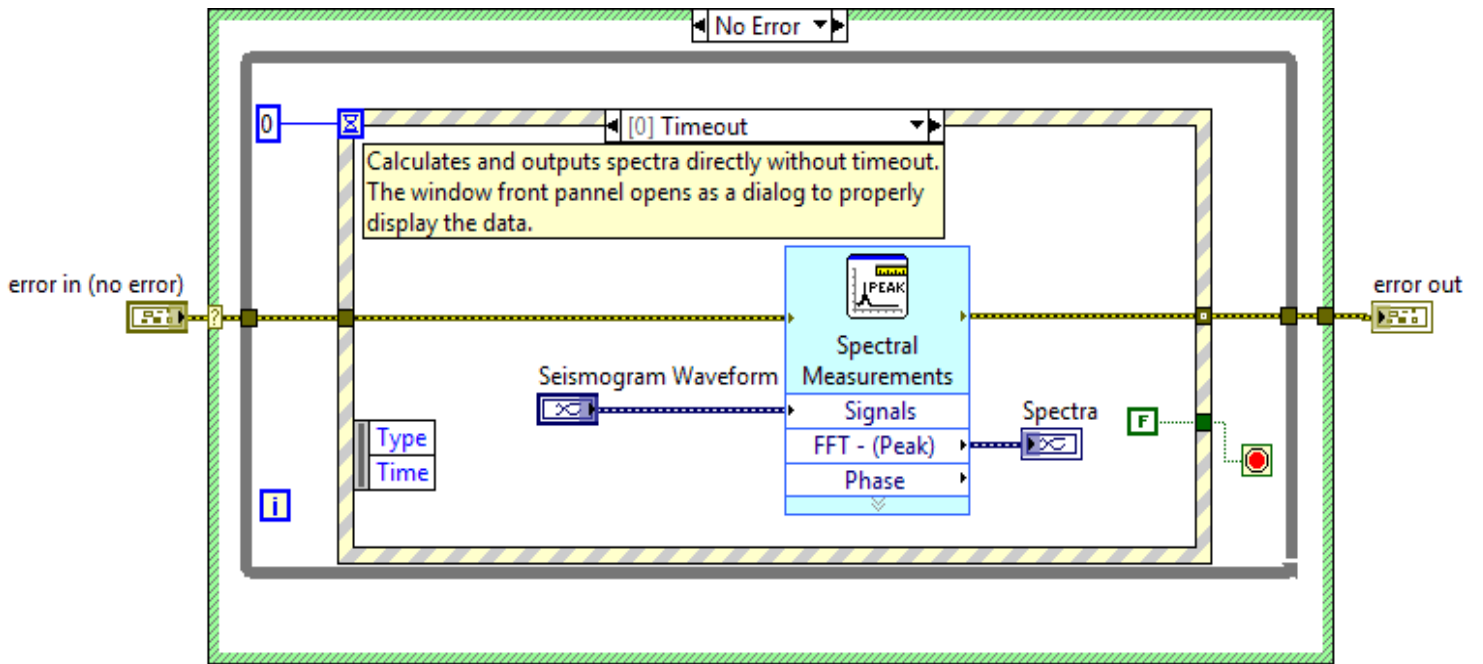 No Error
0
[0] Timeout
Calculates and outputs spectra directly without timeout.
The window front pannel opens as a dialog to properly
display the data.
error in (no error)
error out
PEAK
?
Spectral
Measurements
Seismogram Waveform
Signals
Spectra
F
Type
FFT - (Peak)
Time
Phase
i